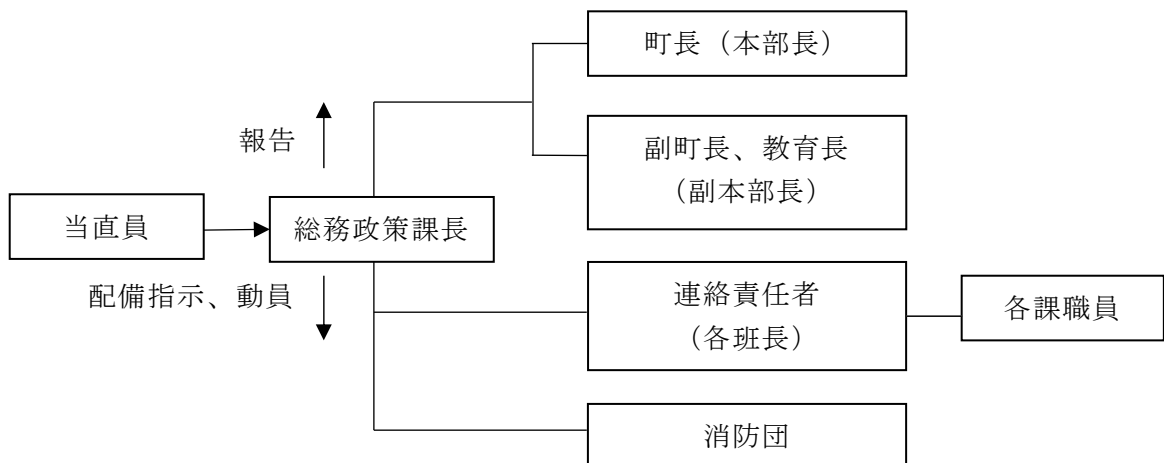 町長（本部長）
報告
副町長、教育長
（副本部長）
当直員
総務政策課長
配備指示、動員
連絡責任者
（各班長）
各課職員
消防団